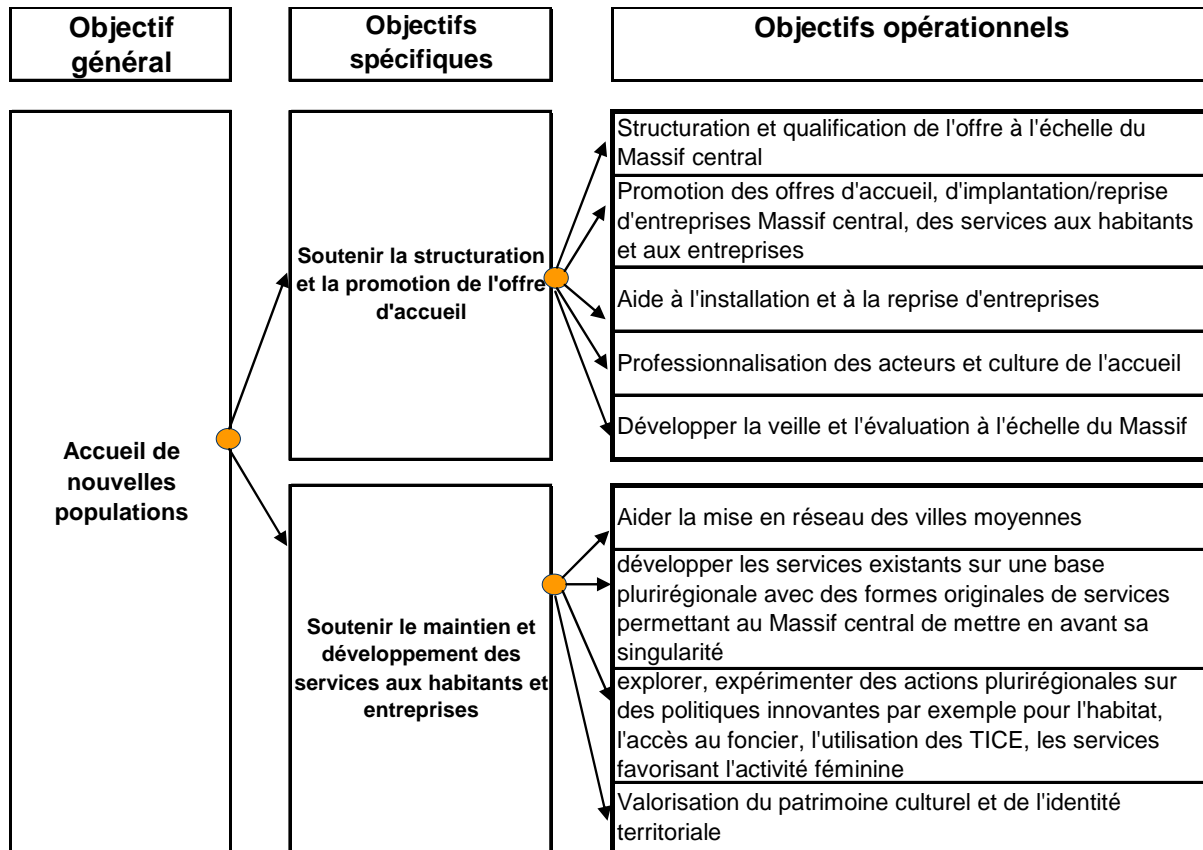 Objectif
général
Objectifs
spécifiques
Objectifs opérationnels
Accueil de
nouvelles
populations
Soutenir la structuration
et la promotion de l'offre
d'accueil
Structuration et qualification de l'offre à l'échelle du
Massif central
Promotion des offres d'accueil, d'implantation/reprise
d'entreprises Massif central, des services aux habitants
et aux entreprises
Aide à l'installation et à la reprise d'entreprises
Professionnalisation des acteurs et culture de l'accueil
Développer la veille et l'évaluation à l'échelle du Massif
Soutenir le maintien et
développement des
services aux habitants et
entreprises
Aider la mise en réseau des villes moyennes
développer les services existants sur une base
plurirégionale avec des formes originales de services
permettant au Massif central de mettre en avant sa
singularité
explorer, expérimenter des actions plurirégionales sur
des politiques innovantes par exemple pour l'habitat,
l'accès au foncier, l'utilisation des TICE, les services
favorisant l'activité féminine
Valorisation du patrimoine culturel et de l'identité
territoriale